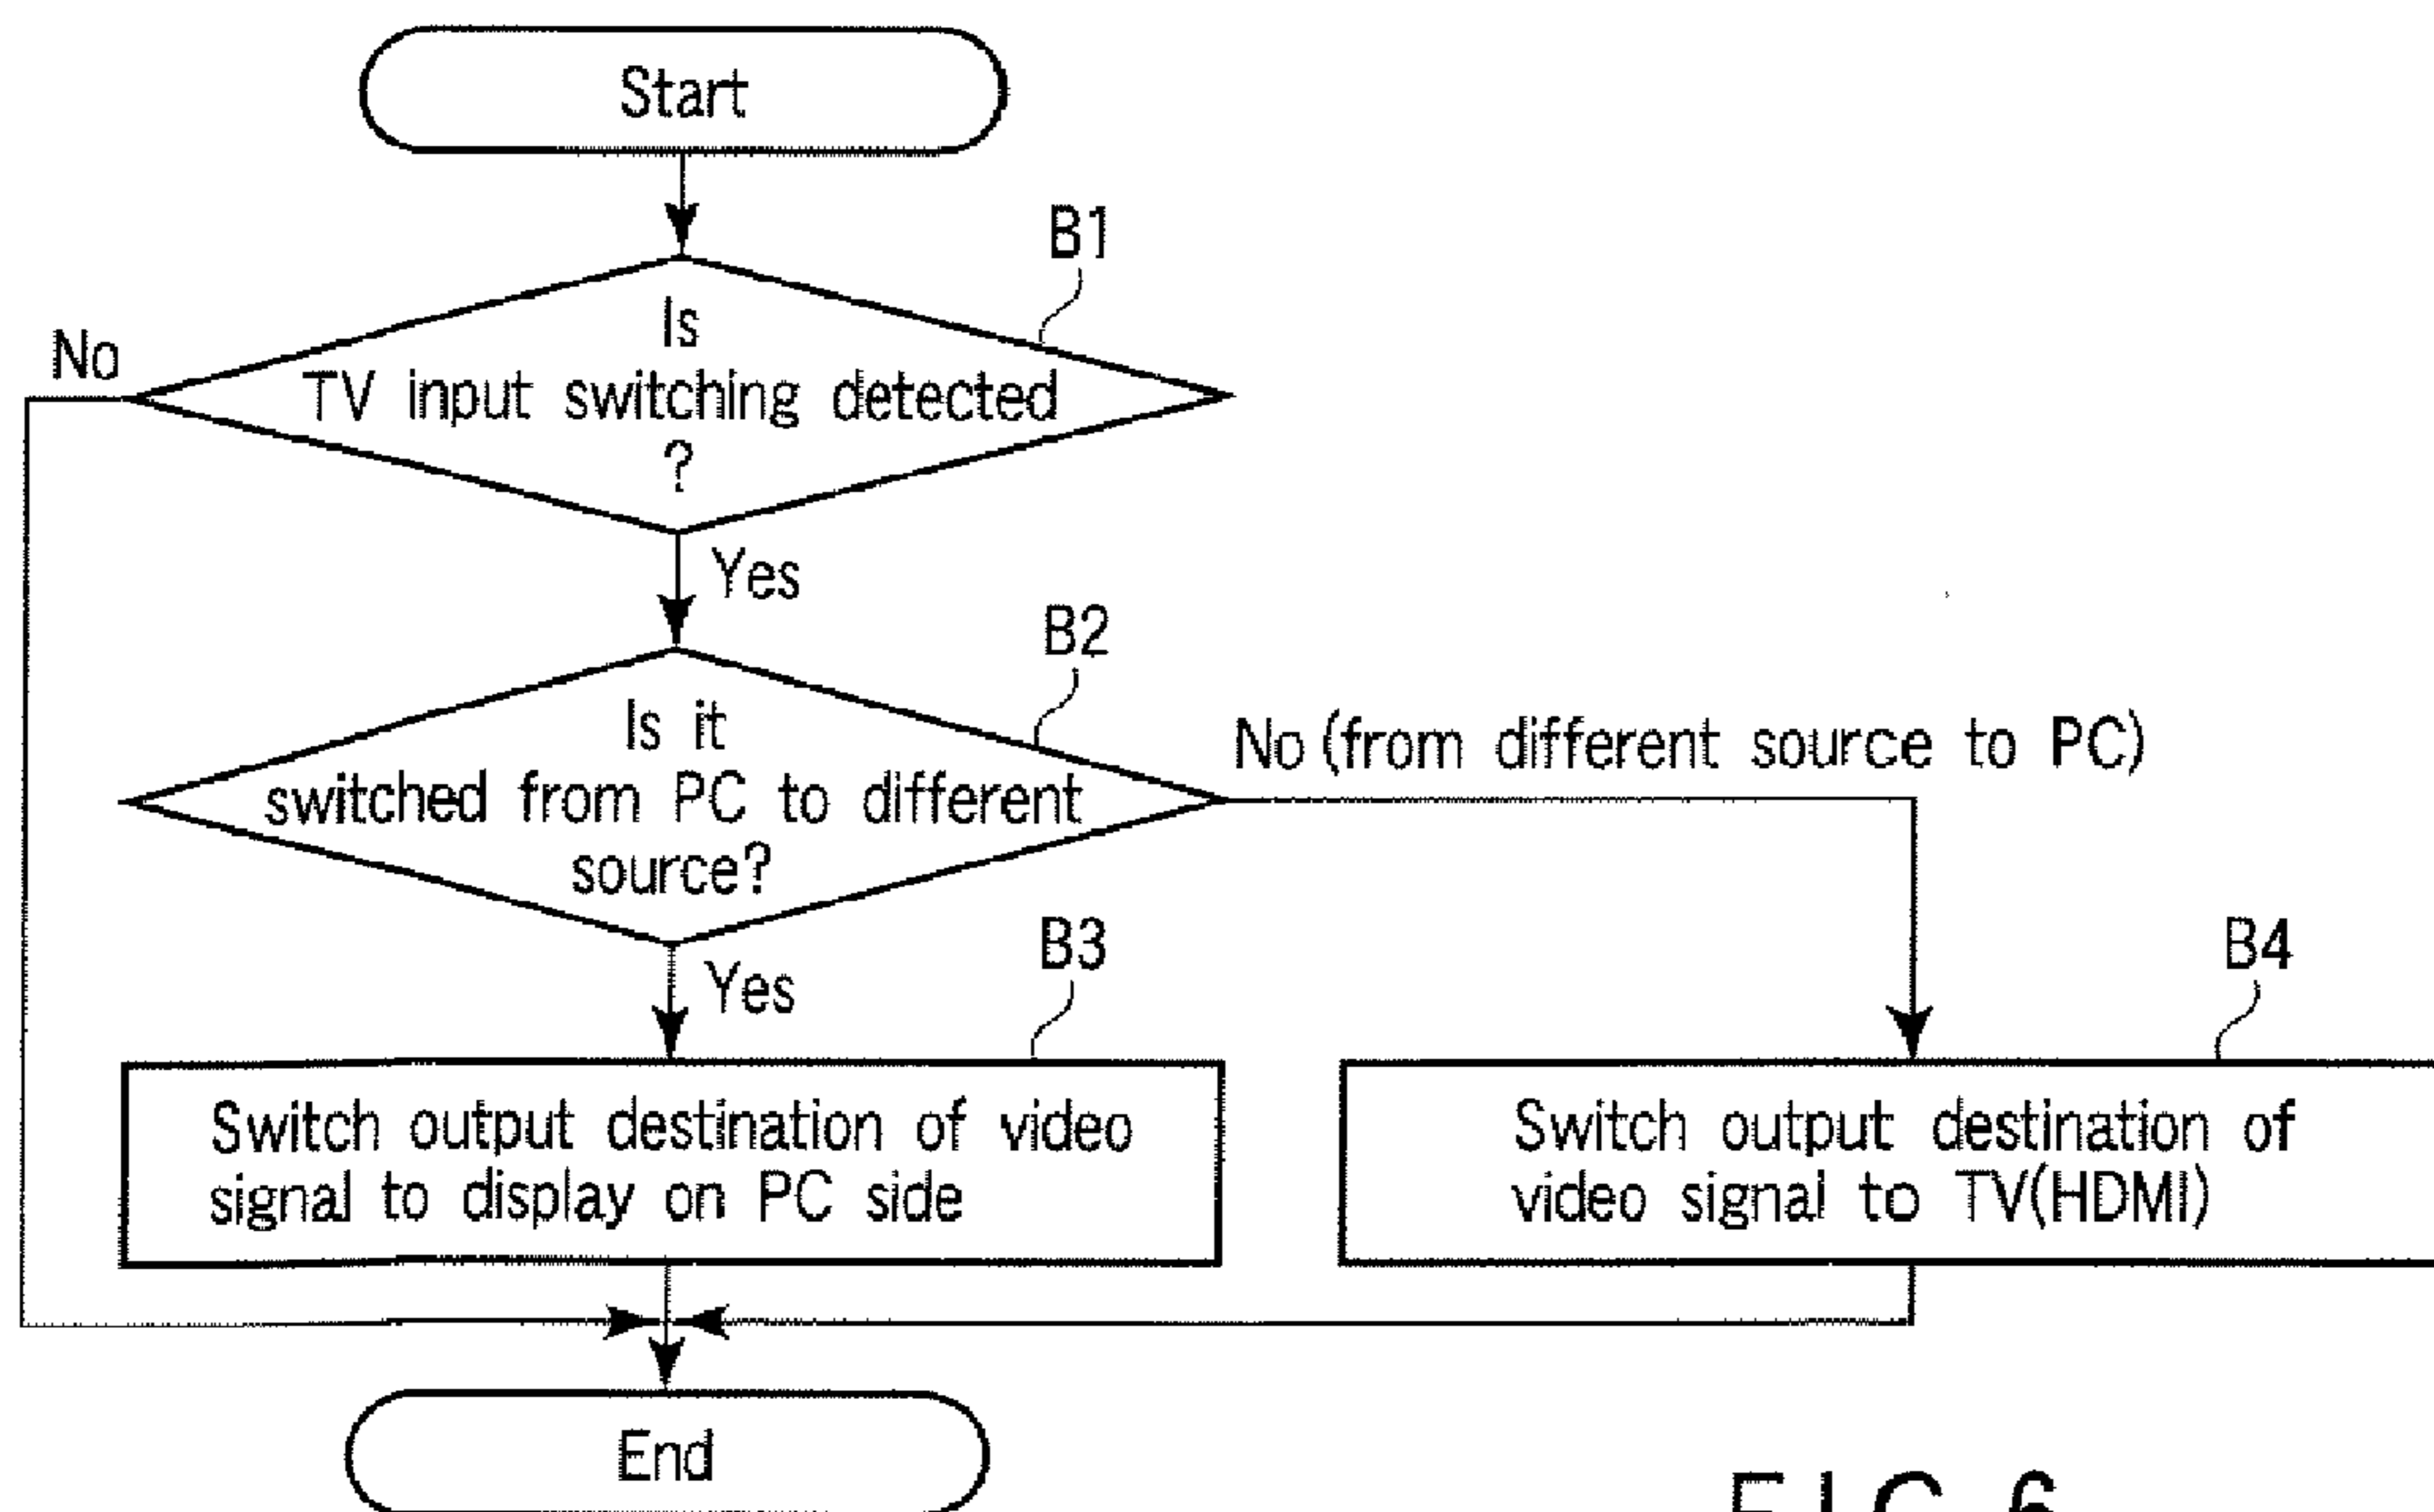 Start
B1
Is
No
TV input switching detected
?
Yes
B2
Is it
No (from different source to PC)
switched from PC to different
source?
Yes
B3
B4
Switch output destination of video
signal to display on PC side
Switch output destination of
video signal to TV(HDMI)
End
FIG. 6